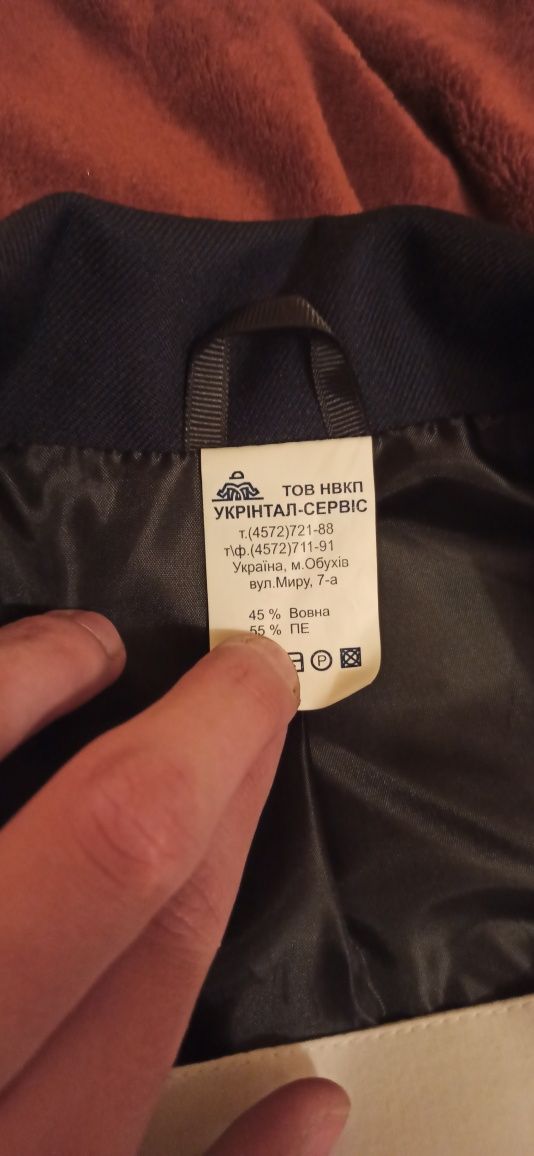 ТОВ НВКП
УКРІНТАЛ-СЕРВІС
т.(4572)721-88
т\ф.(4572)711-91
Україна, м.Обухів
вул.Миру, 7-а
45 % Вовна
55 % ПЕ
P